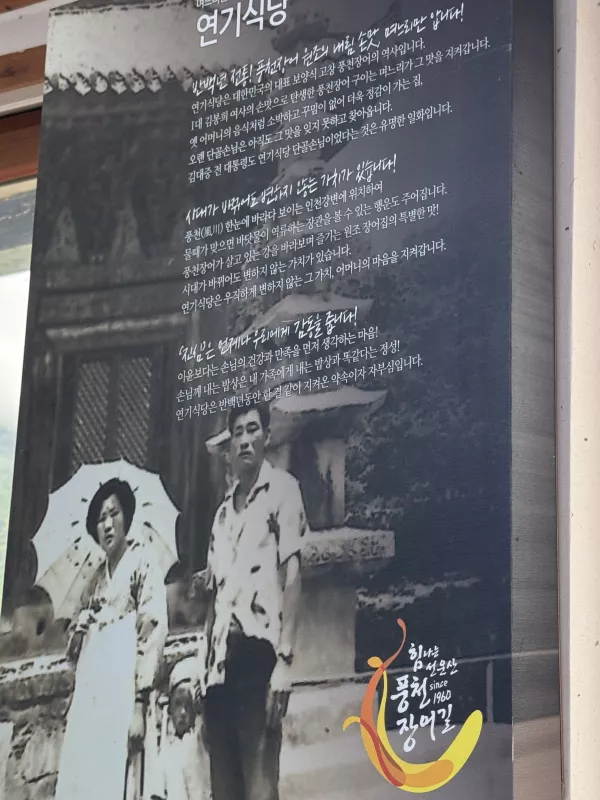 연기식당
반백년 전통! 풍천장어 원조의 내림 손맛, 며느리만 압니다!
연기식당은 대한민국의 대표 보양식 고장 풍천장어의 역사입니다.
1대 김봉희 여사의 손맛으로 탄생한 풍천장어 구이는 며느리가 그 맛을 지켜갑니다.
옛 어머니의 음식처럼 소박하고 꾸밈이 없어 더욱 정감이 가는 집,
오랜 단골손님은 아직도 그 맛을 잊지 못하고 찾아옵니다.
김대중 전 대통령도 연기식당 단골손님이었다는 것은 유명한 일화입니다.
시대가 바뀌어도 변하지 않는 가치가 있습니다!
풍천(風川) 한눈에 바라다 보이는 인천강변에 위치하여
물때가 맞으면 바닷물이 역류하는 장관을 볼 수 있는 행운도 주어집니다.
풍천장어가 살고 있는 강을 바라보며 즐기는 원조 장어집의 특별한 맛!
시대가 바뀌어도 변하지 않는 가치가 있습니다.
연기식당은 우직하게 변하지 않는 그 가치, 어머니의 마음을 지켜갑니다.
진심은 언제나 우리에게 감동을 줍니다!
이윤보다는 손님의 건강과 만족을 먼저 생각하는 마음!
손님께 내는 밥상은 내 가족에게 내는 밥상과 똑같다는 정성!
연기식당은 반백년동안 한결같이 지켜온 약속이자 자부심입니다.
힘나는
선운산
풍천
since
1960
장어길